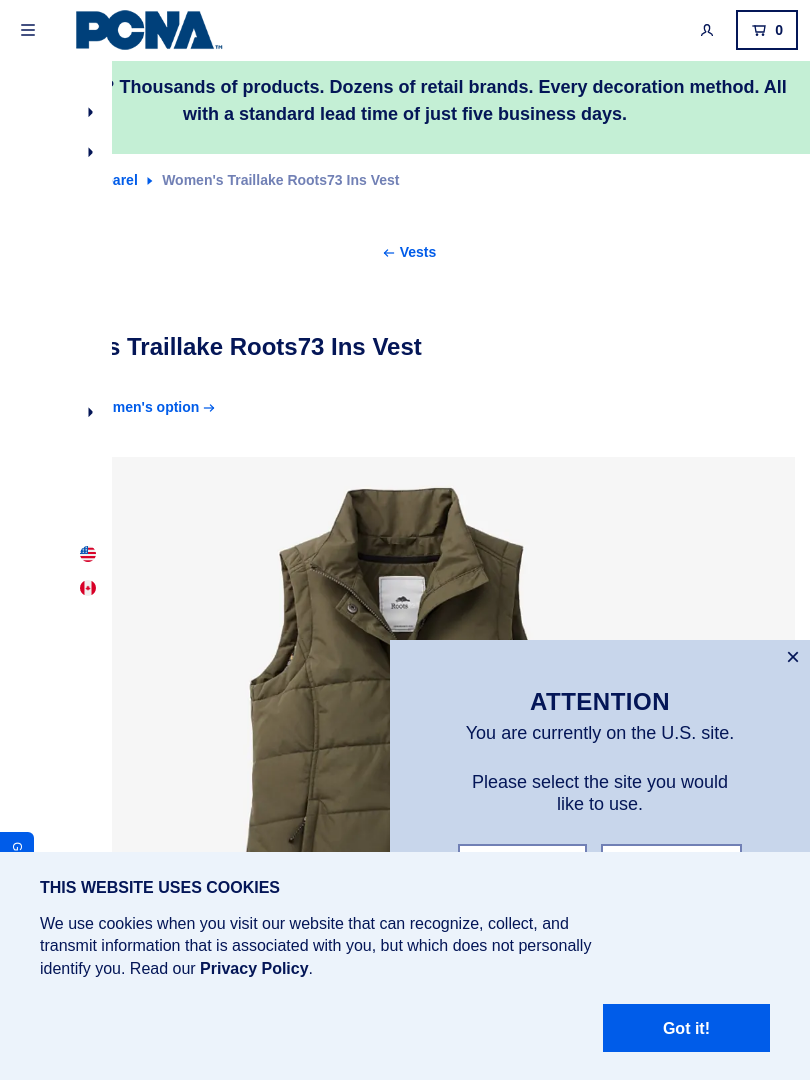 PCNA™
0
? Thousands of products. Dozens of retail brands. Every decoration method. All
with a standard lead time of just five business days.
arel Women's Traillake Roots73 Ins Vest
← Vests
s Traillake Roots73 Ins Vest
men's option →
Roots
ATTENTION
You are currently on the U.S. site.
Please select the site you would
like to use.
G
THIS WEBSITE USES COOKIES
We use cookies when you visit our website that can recognize, collect, and
transmit information that is associated with you, but which does not personally
identify you. Read our Privacy Policy.
Got it!